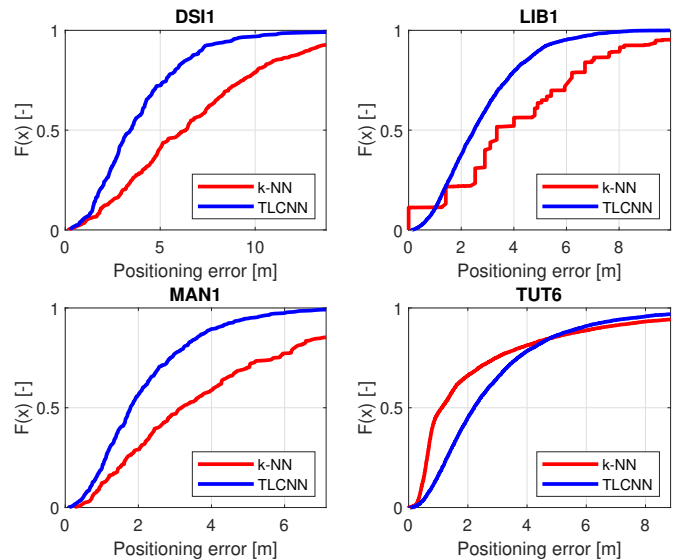 DSI1
1
0.5
0
F(x) [-]
k-NN
TLCNN
0 5 10
Positioning error [m]
LIB1
1
0.5
0
F(x) [-]
k-NN
TLCNN
0 2 4 6 8
Positioning error [m]
MAN1
1
0.5
0
F(x) [-]
k-NN
TLCNN
0 2 4 6
Positioning error [m]
TUT6
1
0.5
0
F(x) [-]
k-NN
TLCNN
0 2 4 6 8
Positioning error [m]